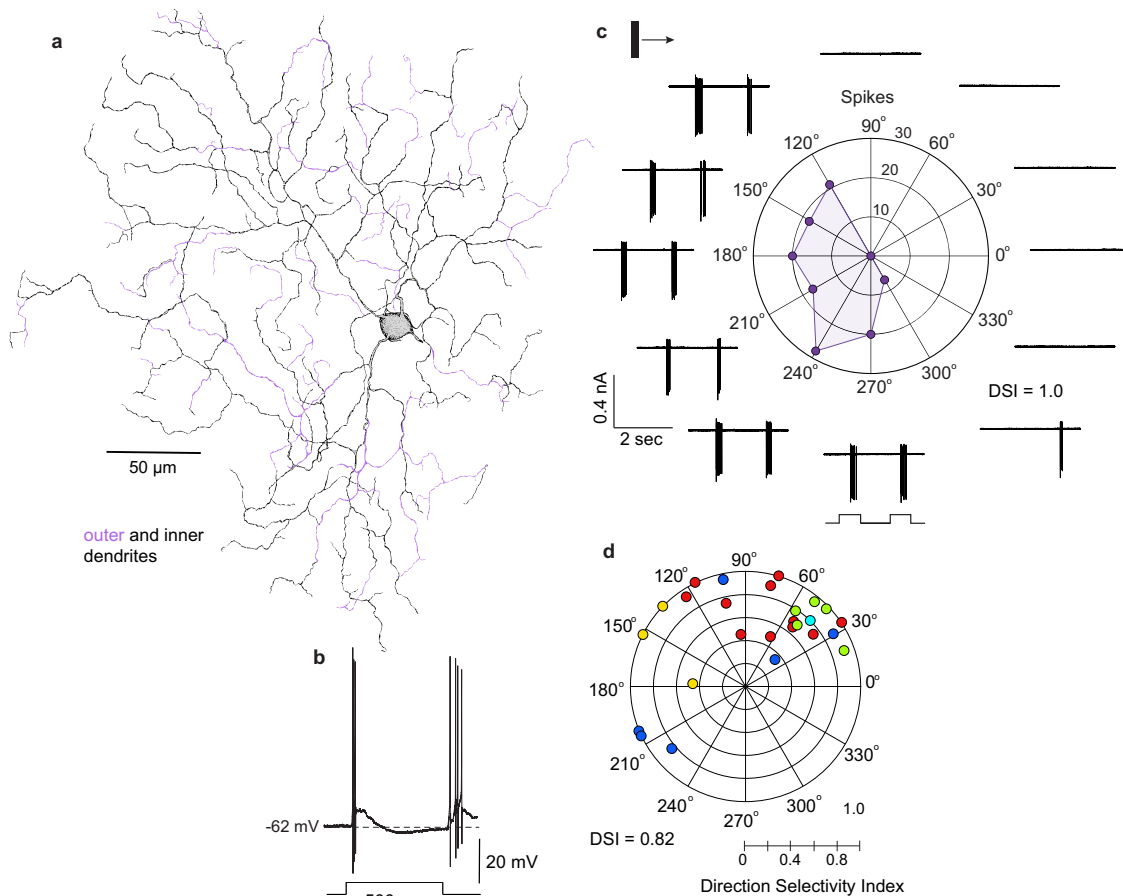 a
50 µm
outer and inner
dendrites
b
-62 mV
20 mV
c
Spikes
90°
30
60°
120°
20
150°
30°
10
180°
0°
210°
330°
240°
270°
300°
DSI = 1.0
0.4 nA
2 sec
d
90°
120°
60°
150°
30°
180°
0°
210°
330°
240°
300°
270°
1.0
DSI = 0.82
0 0.4 0.8
Direction Selectivity Index